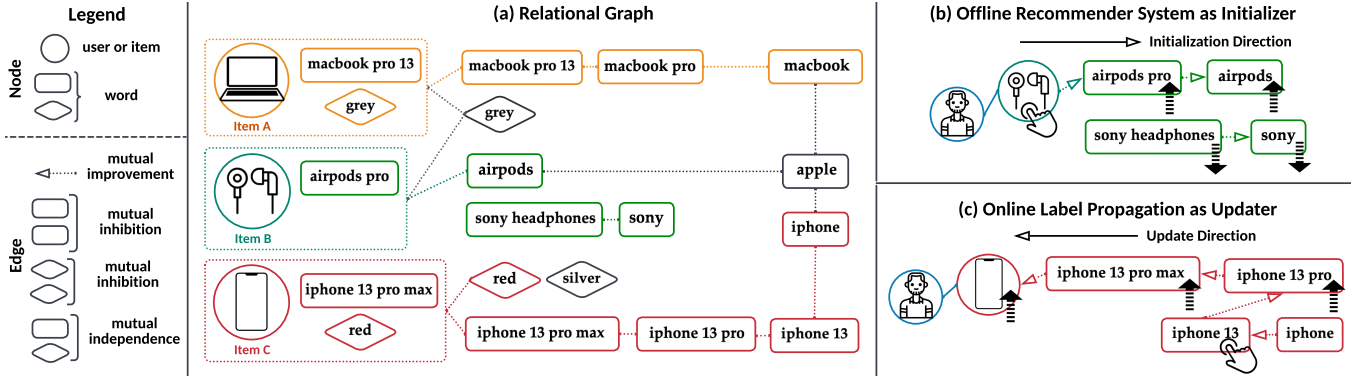 Legend
Node
user or item
word
Edge
mutual
improvement
mutual
inhibition
mutual
inhibition
mutual
independence
(a) Relational Graph
macbook pro 13
grey
Item A
macbook pro 13
macbook pro
macbook
grey
airpods pro
Item B
airpods
apple
sony headphones
sony
iphone
iphone 13 pro max
red
Item C
red
silver
iphone 13 pro max
iphone 13 pro
iphone 13
(b) Offline Recommender System as Initializer
Initialization Direction
airpods pro
airpods
sony headphones
sony
(c) Online Label Propagation as Updater
Update Direction
iphone 13 pro max
iphone 13 pro
iphone 13
iphone